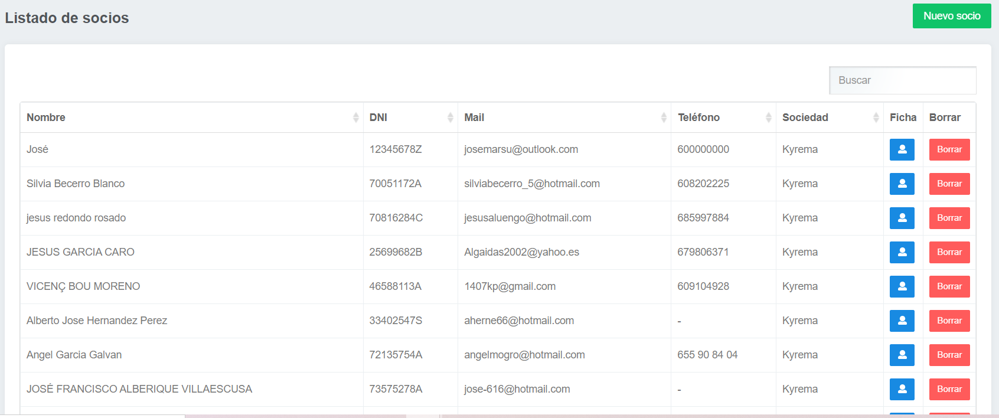 Listado de socios
Nuevo socio
Buscar
Nombre DNI Mail Teléfono Sociedad Ficha Borrar
José 12345678Z josemarsu@outlook.com 600000000 Kyrema Borrar
Silvia Becerro Blanco 70051172A silviabecerro_5@hotmail.com 608202225 Kyrema Borrar
jesus redondo rosado 70816284C jesusaluengo@hotmail.com 685997884 Kyrema Borrar
JESUS GARCIA CARO 25699682B Algaidas2002@yahoo.es 679806371 Kyrema Borrar
VICENÇ BOU MORENO 46588113A 1407kp@gmail.com 609104928 Kyrema Borrar
Alberto Jose Hernandez Perez 33402547S aherne66@hotmail.com - Kyrema Borrar
Angel Garcia Galvan 72135754A angelmogro@hotmail.com 655 90 84 04 Kyrema Borrar
JOSÉ FRANCISCO ALBERIQUE VILLAESCUSA 73575278A jose-616@hotmail.com - Kyrema Borrar